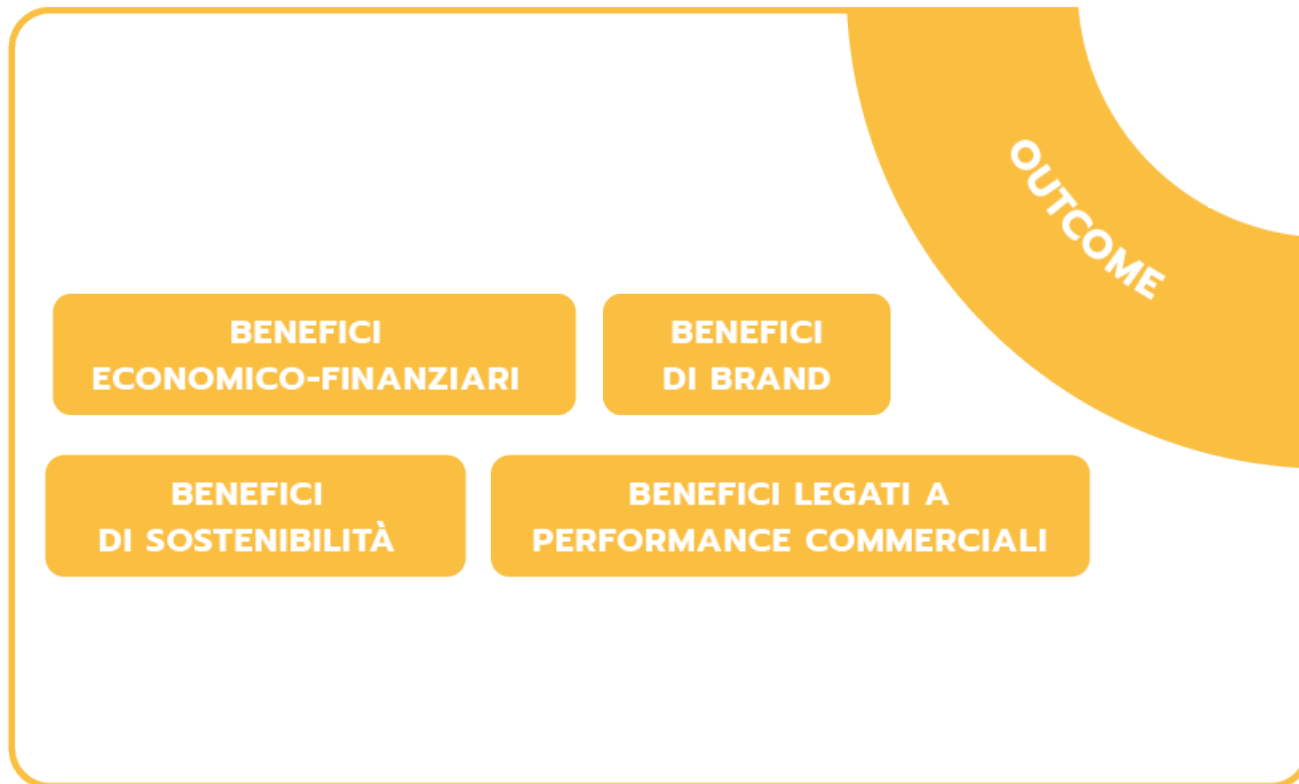 OUTCOME
BENEFICI
ECONOMICO-FINANZIARI
BENEFICI
DI BRAND
BENEFICI
DI SOSTENIBILITÀ
BENEFICI LEGATI A
PERFORMANCE COMMERCIALI